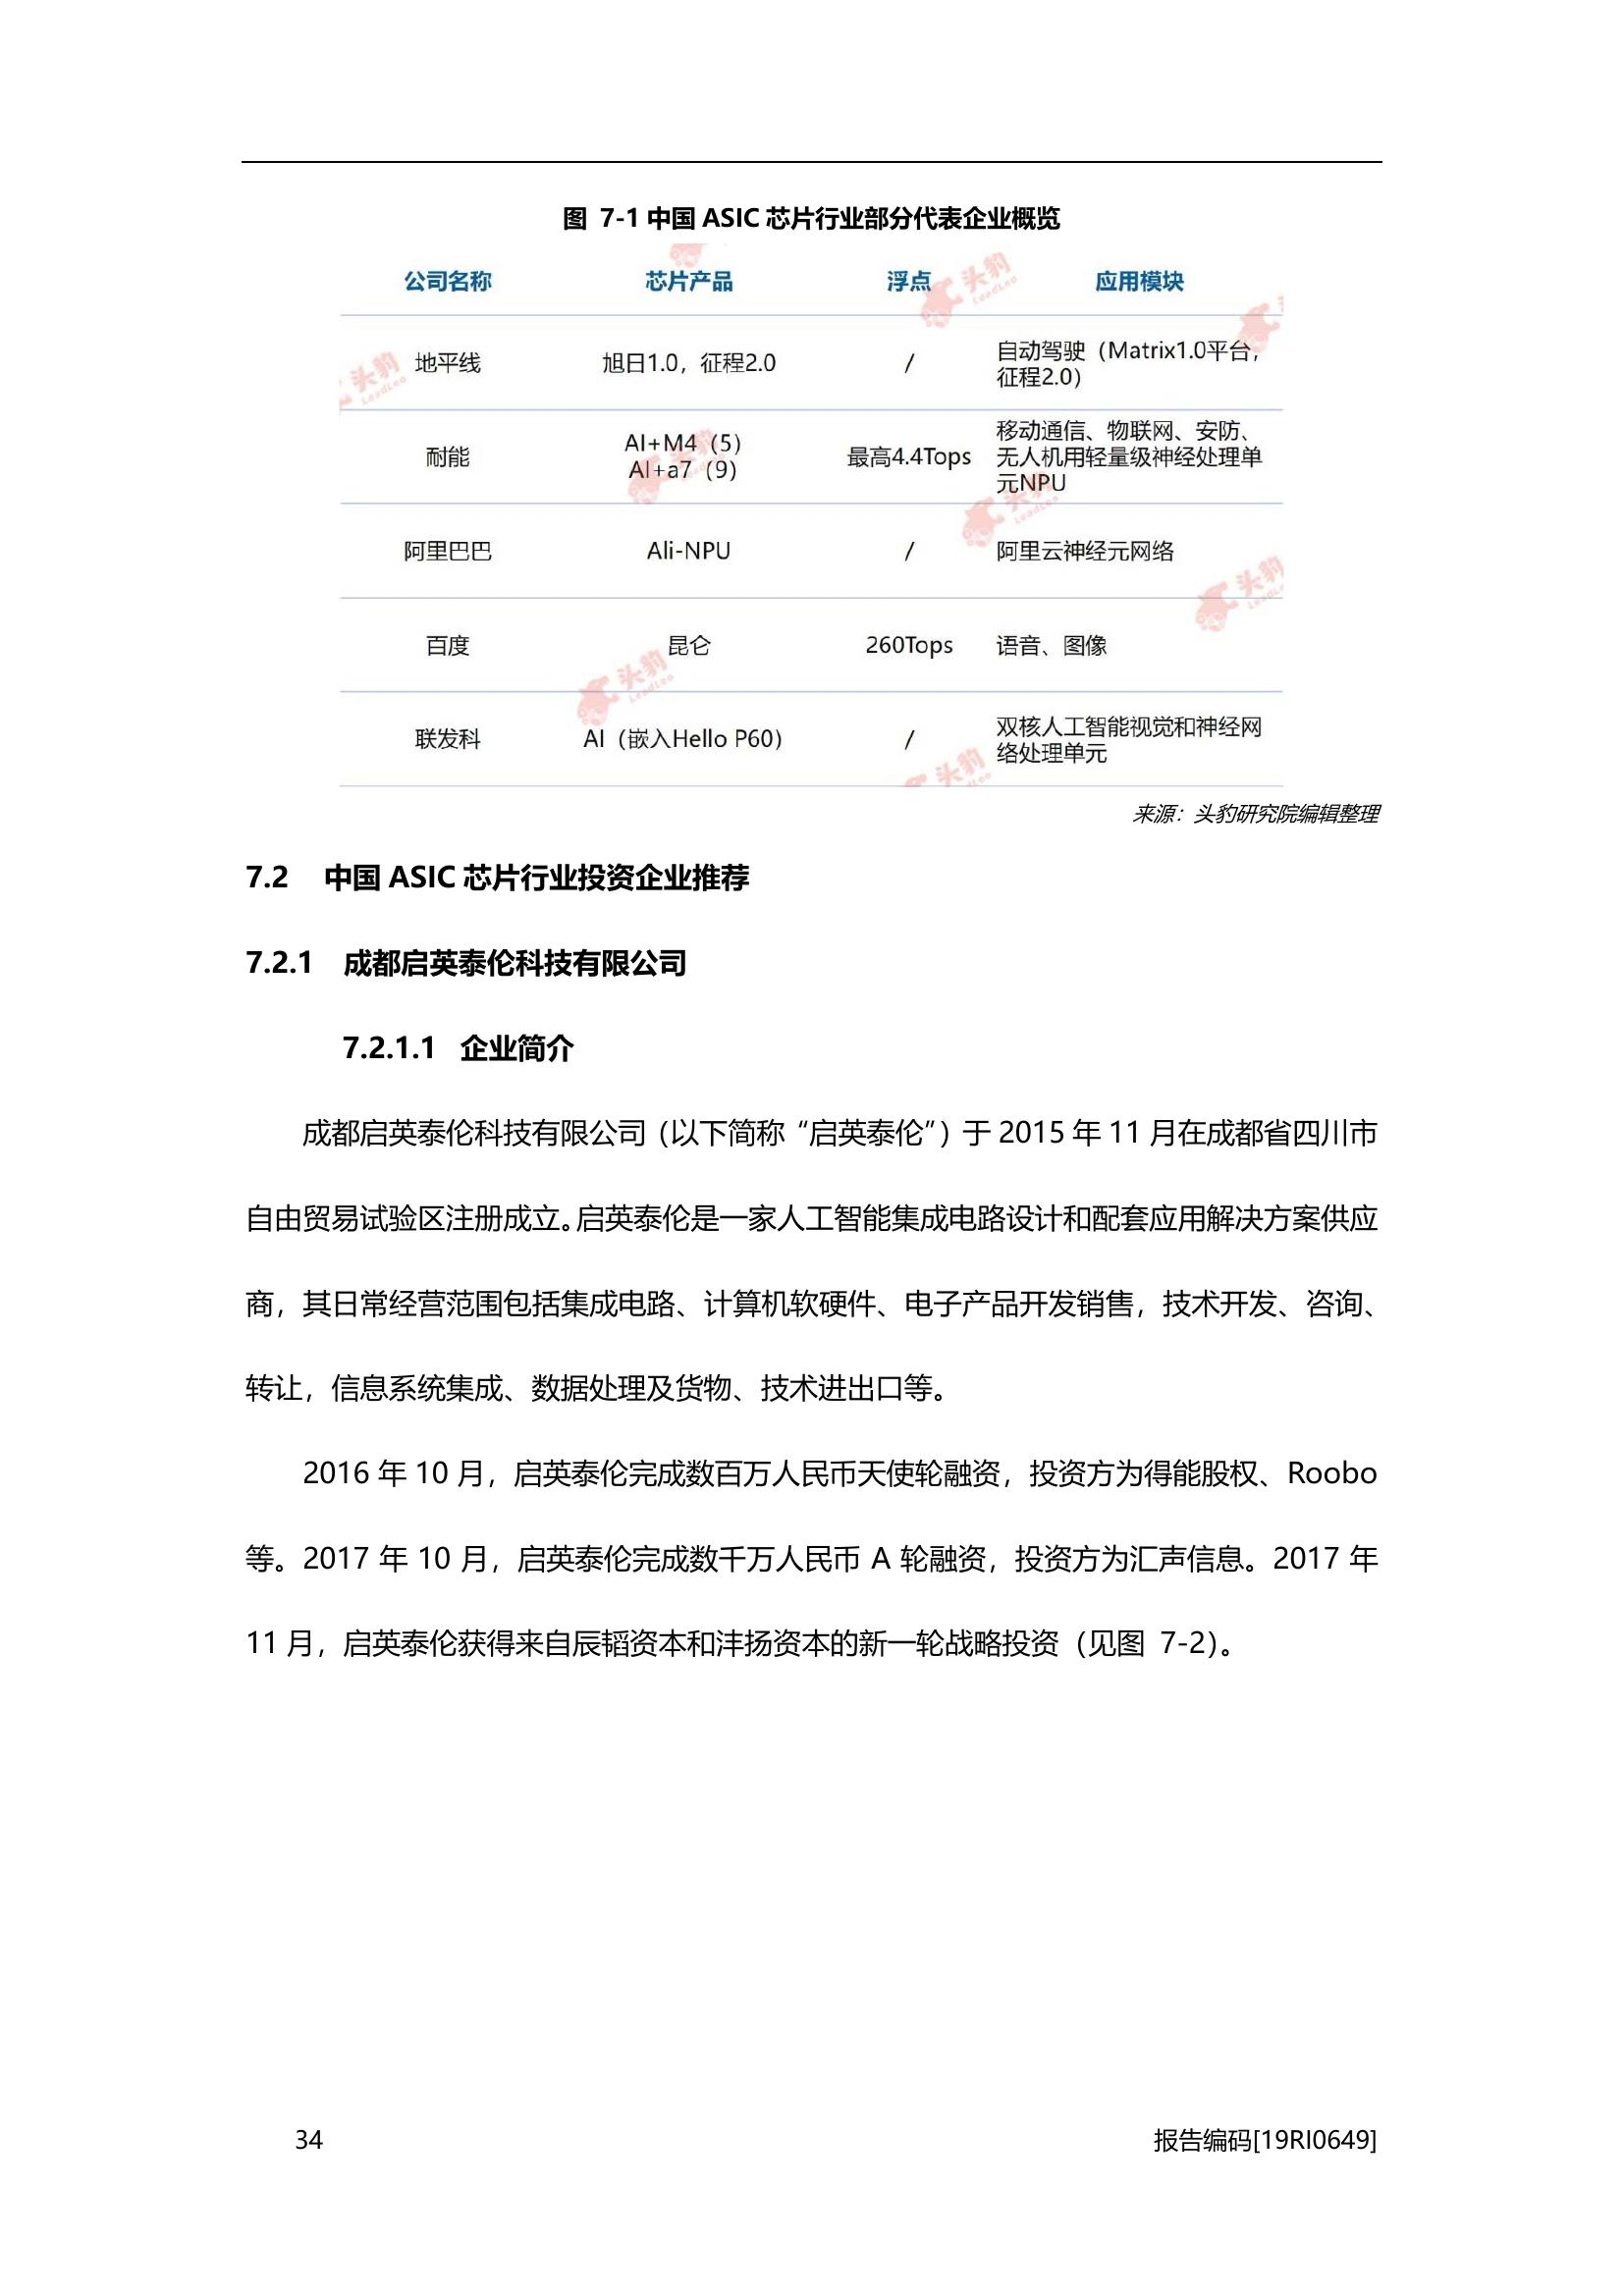 图 7-1 中国 ASIC 芯片行业部分代表企业概览
公司名称 芯片产品 浮点 应用模块
地平线 旭日1.0，征程2.0 / 自动驾驶（Matrix1.0平台，
征程2.0）
耐能 AI+M4（5） 最高4.4Tops 移动通信、物联网、安防、
AI+a7（9） 无人机用轻量级神经处理单
元NPU
阿里巴巴 Ali-NPU / 阿里云神经元网络
百度 昆仑 260Tops 语音、图像
联发科 AI（嵌入Hello P60） / 双核人工智能视觉和神经网
络处理单元
头豹
LeadLeo
来源：头豹研究院编辑整理
7.2 中国 ASIC 芯片行业投资企业推荐
7.2.1 成都启英泰伦科技有限公司
7.2.1.1 企业简介
成都启英泰伦科技有限公司（以下简称“启英泰伦”）于 2015 年 11 月在成都省四川市
自由贸易试验区注册成立。启英泰伦是一家人工智能集成电路设计和配套应用解决方案供应
商，其日常经营范围包括集成电路、计算机软硬件、电子产品开发销售，技术开发、咨询、
转让，信息系统集成、数据处理及货物、技术进出口等。
2016 年 10 月，启英泰伦完成数百万人民币天使轮融资，投资方为得能股权、Roobo
等。2017 年 10 月，启英泰伦完成数千万人民币 A 轮融资，投资方为汇声信息。2017 年
11 月，启英泰伦获得来自辰韬资本和沣扬资本的新一轮战略投资（见图 7-2）。
34 报告编码[19RI0649]